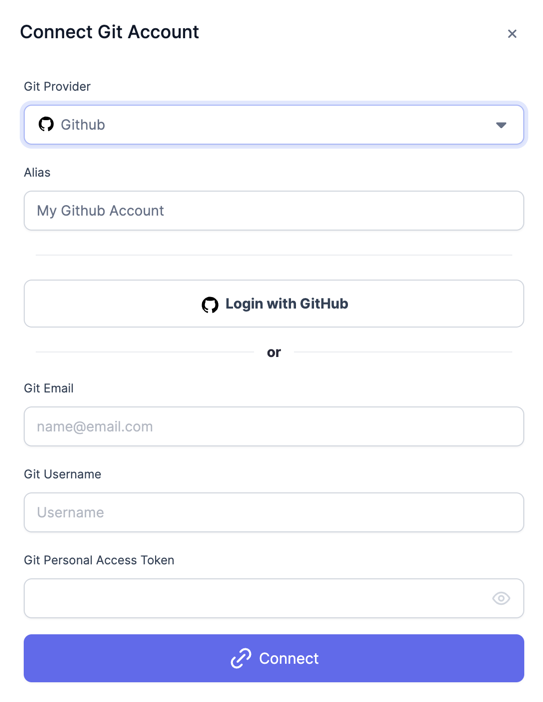 Connect Git Account
Git Provider
Github
Alias
My Github Account
Login with GitHub
or
Git Email
name@email.com
Git Username
Username
Git Personal Access Token
Connect